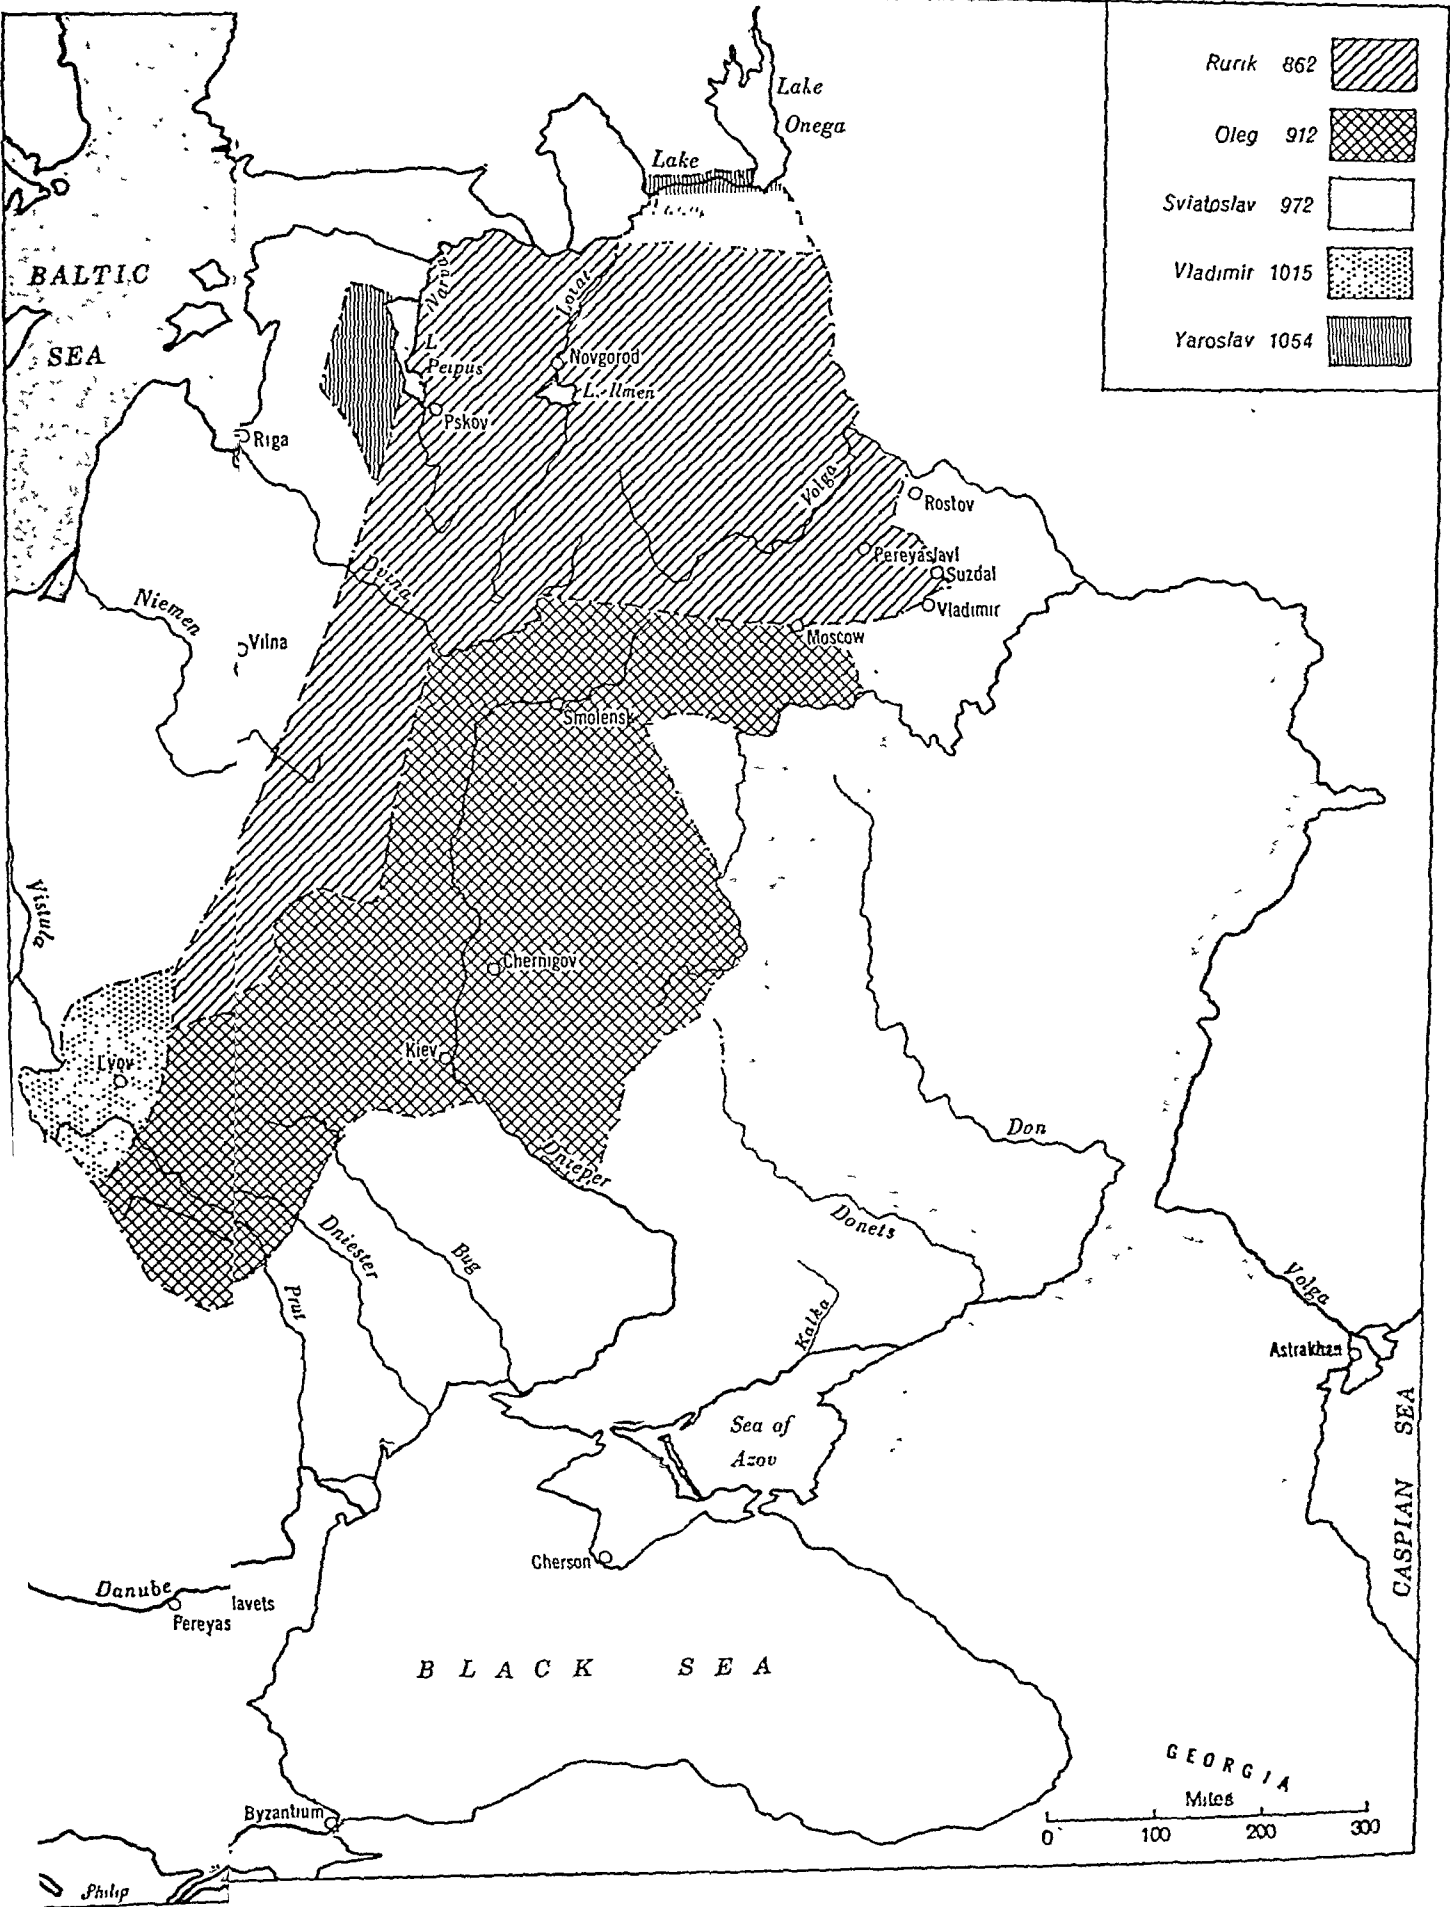 Rurik 862
Oleg 912
Sviatoslav 972
Vladimir 1015
Yaroslav 1054
Lake
Onega
Lake
BALTIC
SEA
Narva
Lovat
L.
Peipus
Novgorod
L. Ilmen
Pskov
Riga
Volga
Rostov
Pereyaslavl
Suzdal
Vladimir
Dvina
Niemen
Vilna
Moscow
Smolensk
Vistula
Chernigov
Lvov
Kiev
Don
Dnieper
Dniester
Donets
Bug
Prut
Kalka
Volga
Astrakhan
Sea of
Azov
CASPIAN SEA
Cherson
Danube
Pereyas lavets
BLACK SEA
GEORGIA
Miles
0 100 200 300
Byzantium
Philip